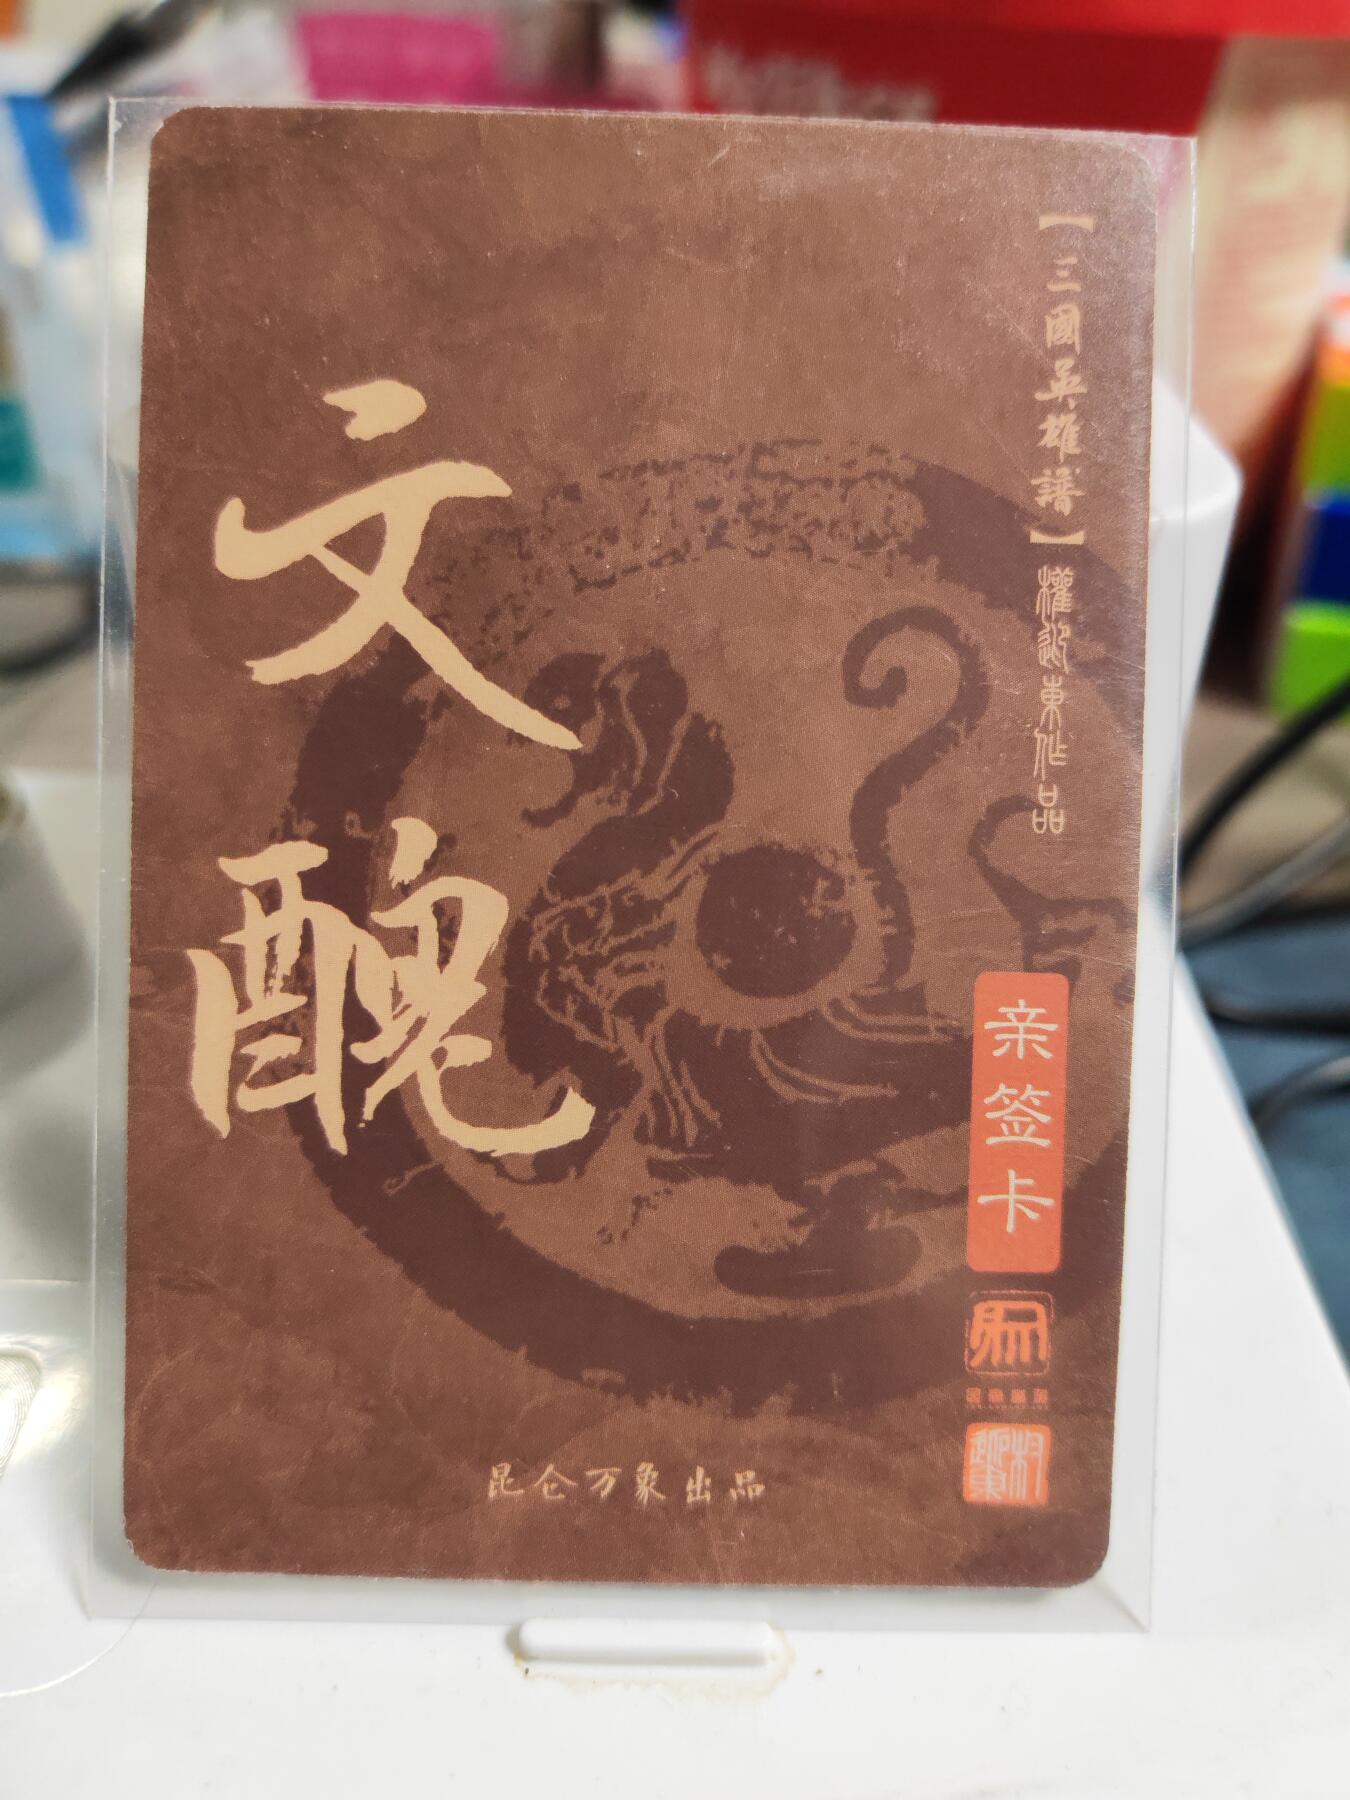 【三國英雄譜】權迎東作品
文醜
亲签卡
昆仑万象出品